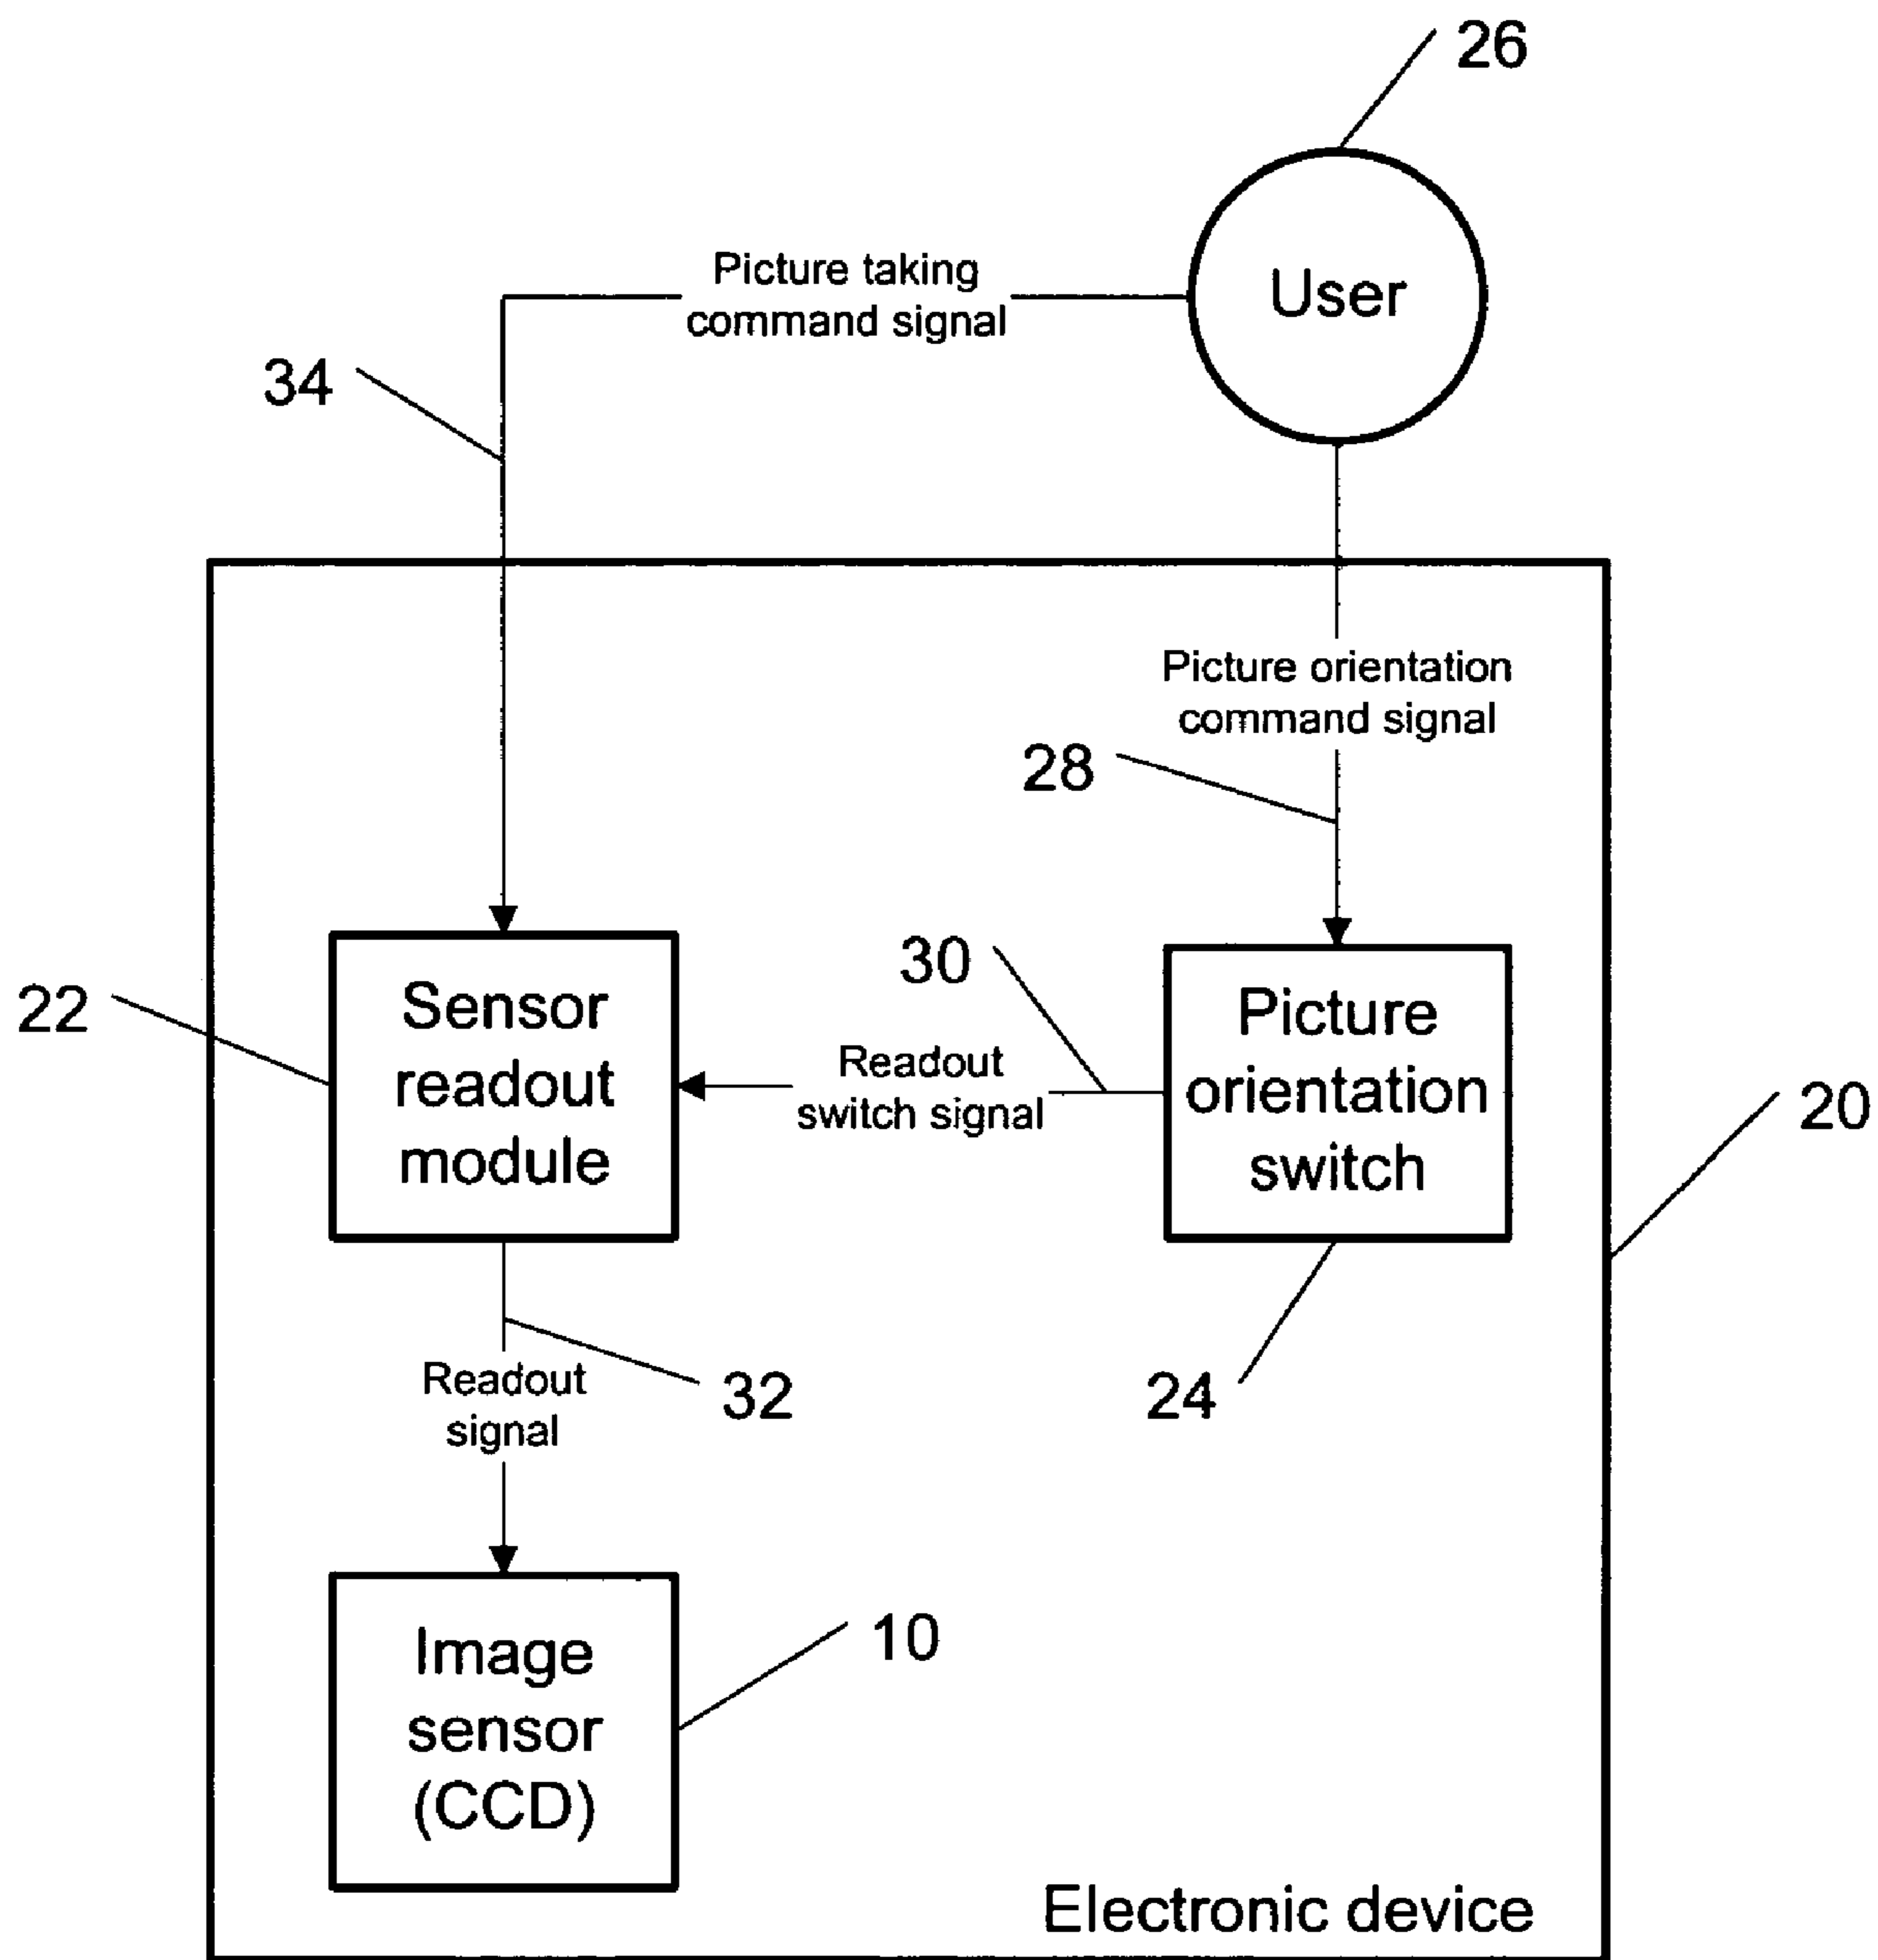 26
User
Picture taking
command signal
34
Picture orientation
command signal
28
22
Sensor
readout
module
30
Readout
switch signal
Picture
orientation
switch
20
Readout
signal
32
24
Image
sensor
(CCD)
10
Electronic device